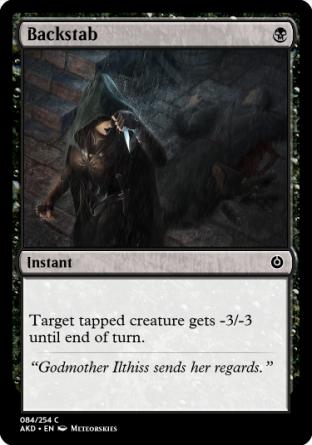 Backstab
Instant
Target tapped creature gets -3/-3
until end of turn.
“Godmother Ilthiss sends her regards.”
084/254 C
AKD • EN Meteorskies